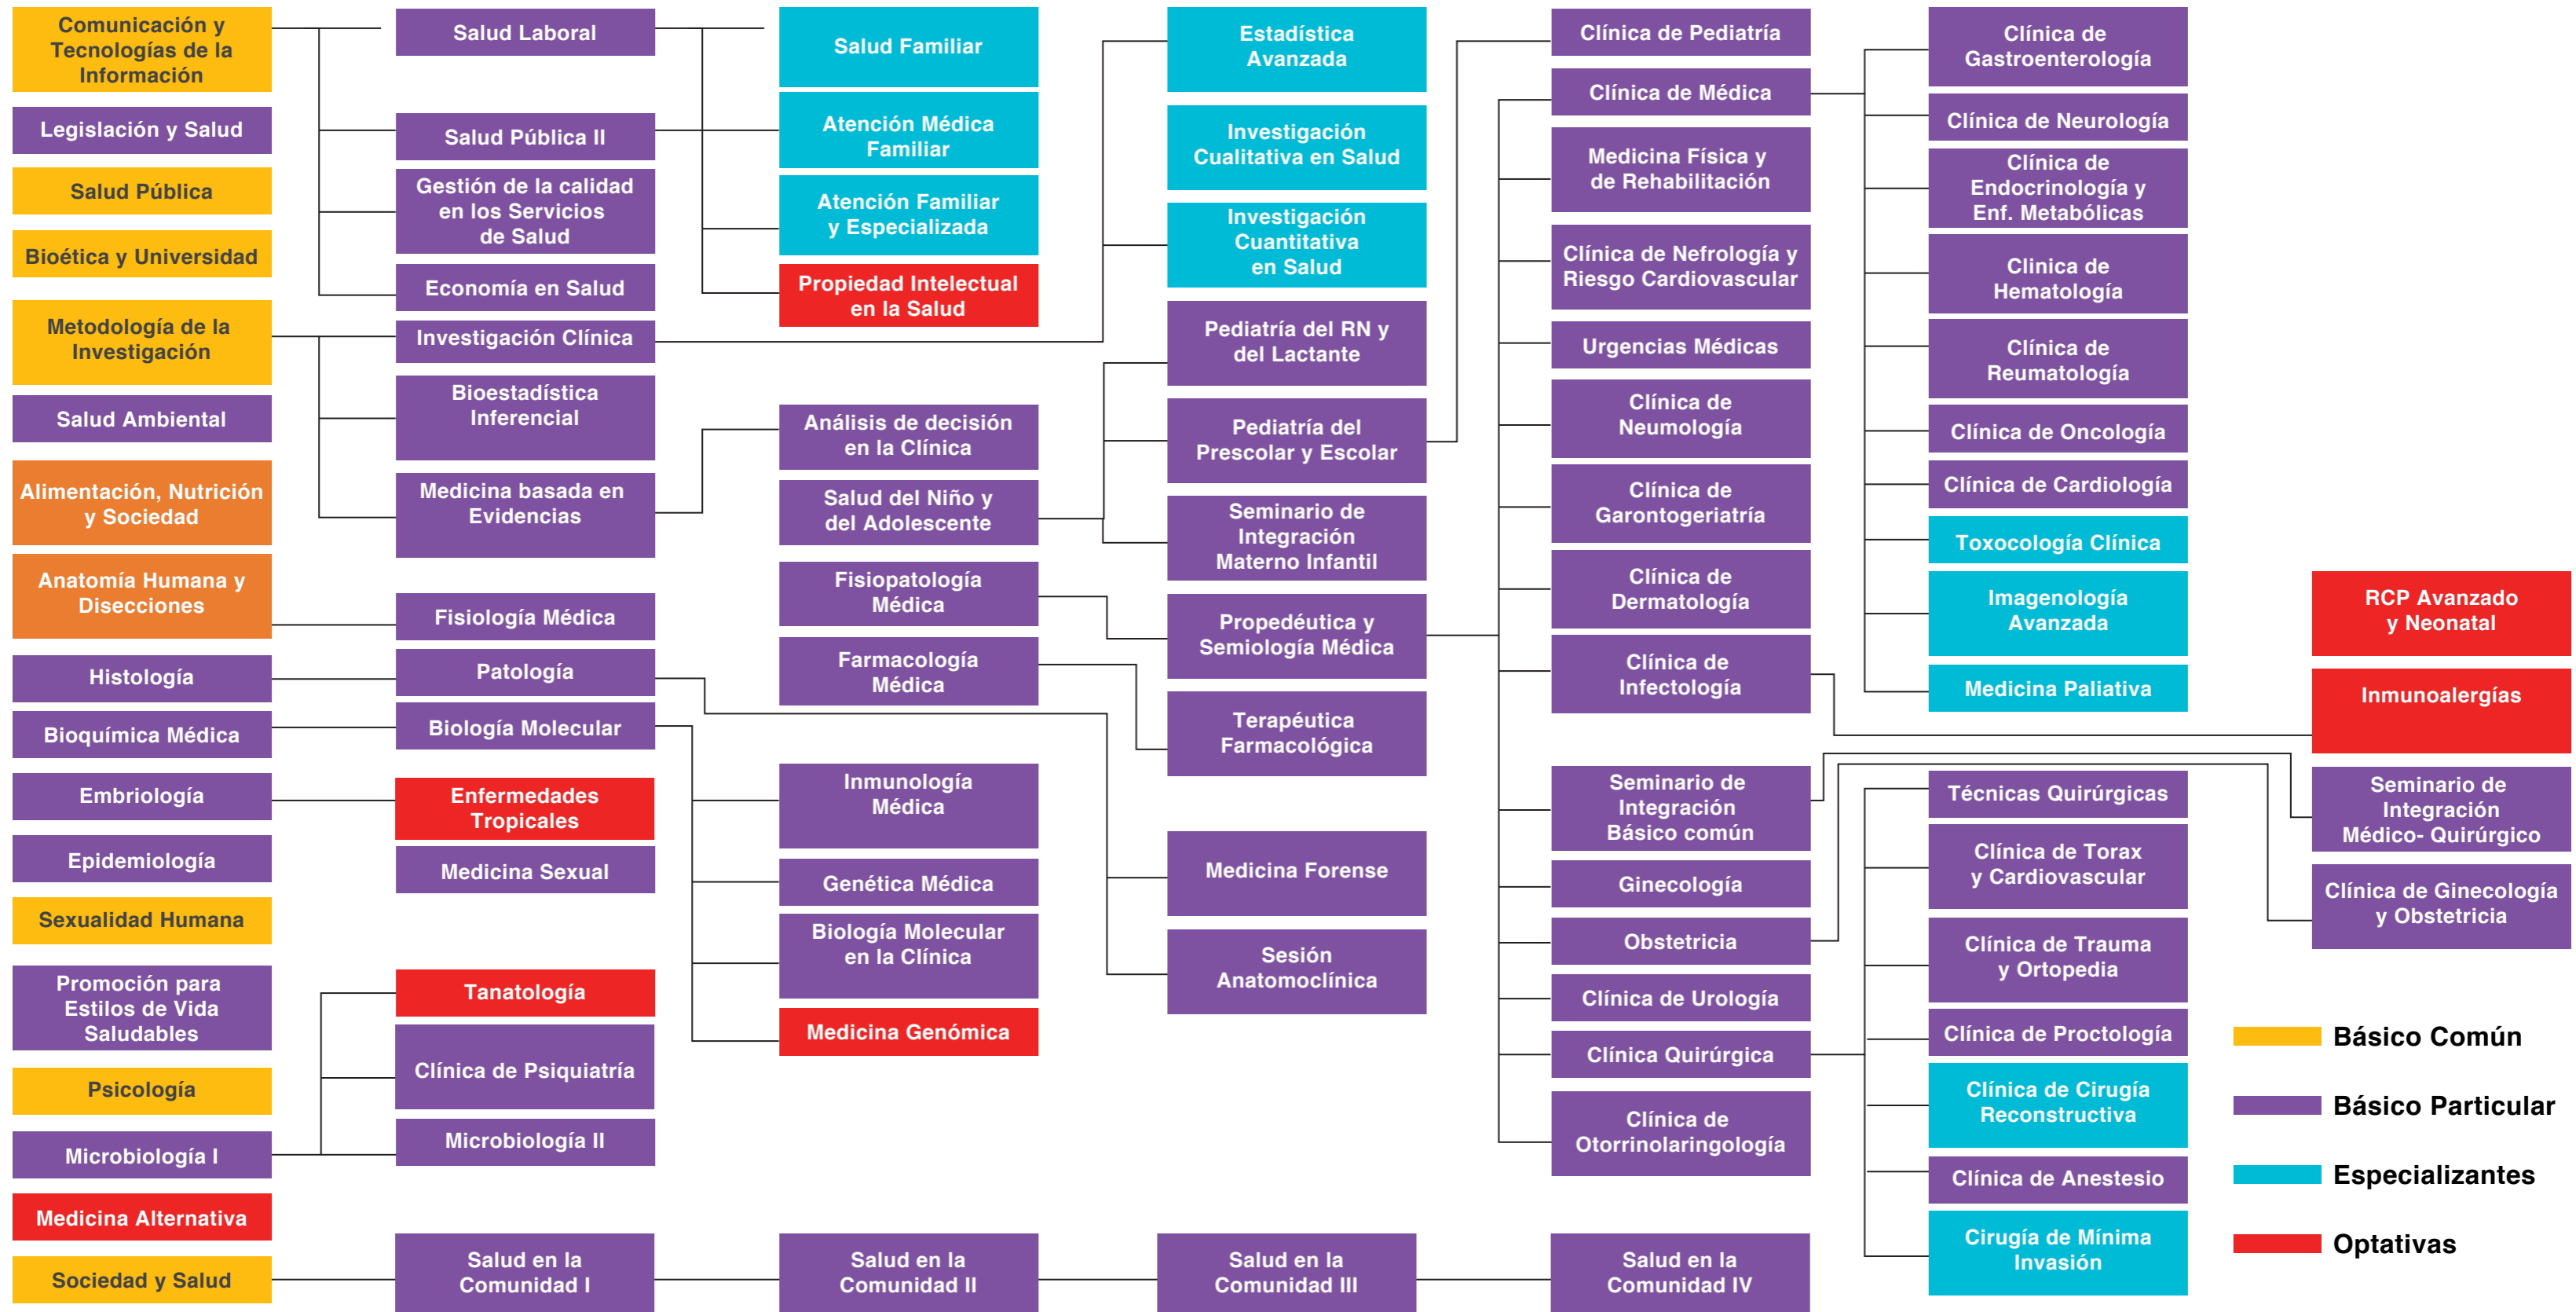 Comunicación y
Tecnologías de la
Información
Legislación y Salud
Salud Pública
Bioética y Universidad
Metodología de la
Investigación
Salud Ambiental
Alimentación, Nutrición
y Sociedad
Anatomía Humana y
Disecciones
Histología
Bioquímica Médica
Embriología
Epidemiología
Sexualidad Humana
Promoción para
Estilos de Vida
Saludables
Psicología
Microbiología I
Medicina Alternativa
Sociedad y Salud
Salud Laboral
Salud Pública II
Gestión de la calidad
en los Servicios
de Salud
Economía en Salud
Investigación Clínica
Bioestadística
Inferencial
Medicina basada en
Evidencias
Fisiología Médica
Patología
Biología Molecular
Enfermedades
Tropicales
Medicina Sexual
Tanatología
Clínica de Psiquiatría
Microbiología II
Salud en la
Comunidad I
Salud Familiar
Atención Médica
Familiar
Atención Familiar
y Especializada
Propiedad Intelectual
en la Salud
Análisis de decisión
en la Clínica
Salud del Niño y
del Adolescente
Fisiopatología
Médica
Farmacología
Médica
Inmunología
Médica
Genética Médica
Biología Molecular
en la Clínica
Medicina Genómica
Salud en la
Comunidad II
Estadística
Avanzada
Investigación
Cualitativa en Salud
Investigación
Cuantitativa
en Salud
Pediatría del RN y
del Lactante
Pediatría del
Prescolar y Escolar
Seminario de
Integración
Materno Infantil
Propedéutica y
Semiología Médica
Terapéutica
Farmacológica
Medicina Forense
Sesión
Anatomoclínica
Salud en la
Comunidad III
Clínica de Pediatría
Clínica de Médica
Medicina Física y
de Rehabilitación
Clínica de Nefrología y
Riesgo Cardiovascular
Urgencias Médicas
Clínica de
Neumología
Clínica de
Garontogeriatría
Clínica de
Dermatología
Clínica de
Infectología
Seminario de
Integración
Básico común
Ginecología
Obstetricia
Clínica de Urología
Clínica Quirúrgica
Clínica de
Otorrinolaringología
Salud en la
Comunidad IV
Clínica de
Gastroenterología
Clínica de Neurología
Clínica de
Endocrinología y
Enf. Metabólicas
Clinica de
Hematología
Clínica de
Reumatología
Clínica de Oncología
Clínica de Cardiología
Toxocología Clínica
Imagenología
Avanzada
Medicina Paliativa
Técnicas Quirúrgicas
Clínica de Torax
y Cardiovascular
Clínica de Trauma
y Ortopedia
Clínica de Proctología
Clínica de Cirugía
Reconstructiva
Clínica de Anestesio
Cirugía de Mínima
Invasión
RCP Avanzado
y Neonatal
Inmunoalergías
Seminario de
Integración
Médico- Quirúrgico
Clínica de Ginecología
y Obstetricia
Básico Común
Básico Particular
Especializantes
Optativas